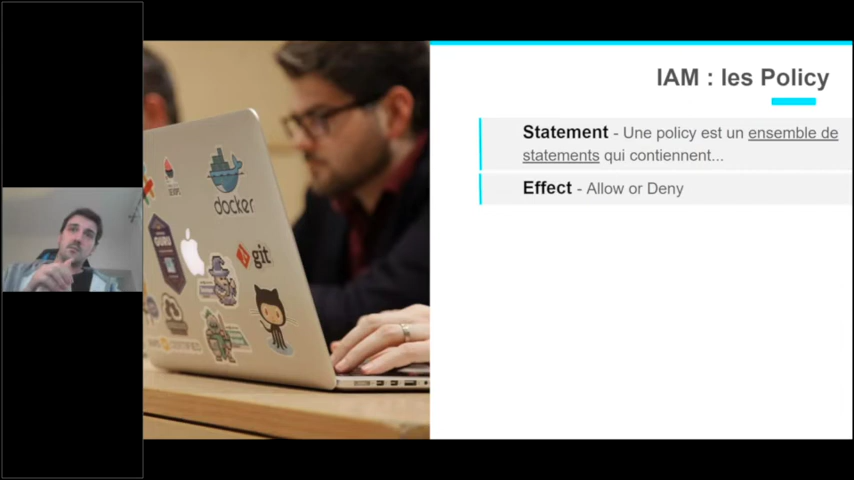 IAM : les Policy
Statement - Une policy est un ensemble de
statements qui contiennent...
Effect - Allow or Deny
docker
git
GURU